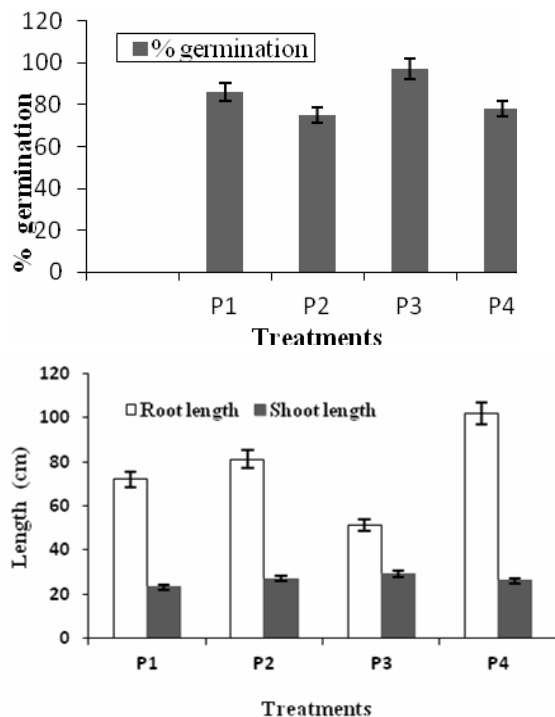 120
100
80
60
40
20
0
% germination
% germination
P1 P2 P3 P4
Treatments
120
100
80
60
40
20
0
Length (cm)
Root length Shoot length
P1 P2 P3 P4
Treatments